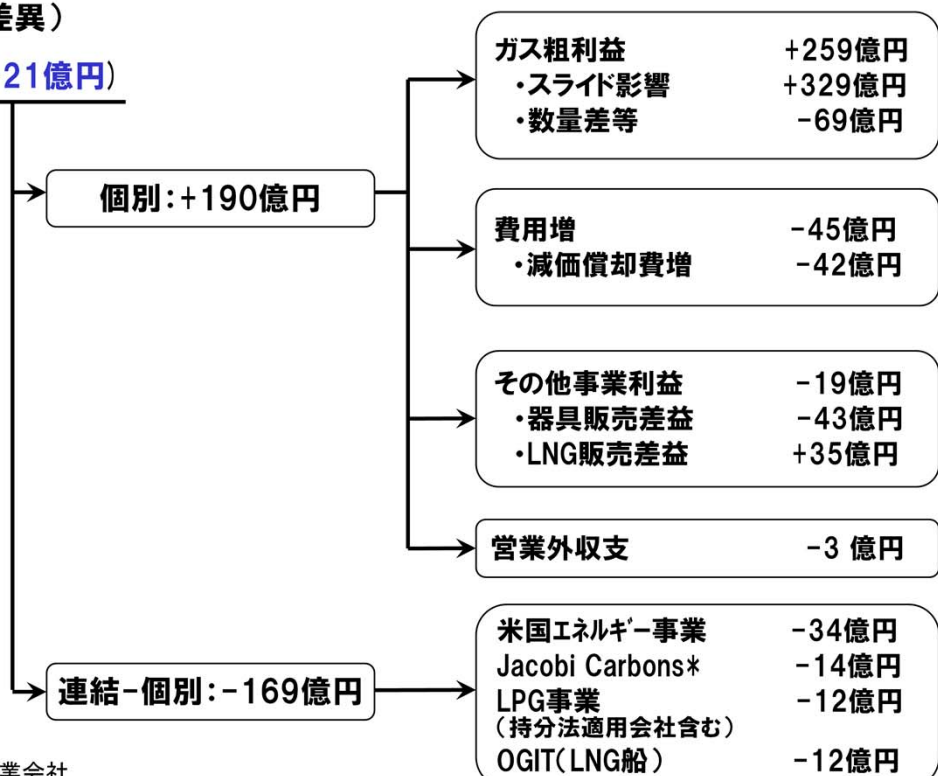 差異）
21億円)
ガス粗利益 +259億円
・スライド影響 +329億円
・数量差等 -69億円
個別：+190億円
費用増 -45億円
・減価償却費増 -42億円
その他事業利益 -19億円
・器具販売差益 -43億円
・LNG販売差益 +35億円
営業外収支 -3 億円
連結-個別：-169億円
米国エネルギー事業 -34億円
Jacobi Carbons* -14億円
LPG事業 -12億円
（持分法適用会社含む）
OGIT(LNG船) -12億円
業会社